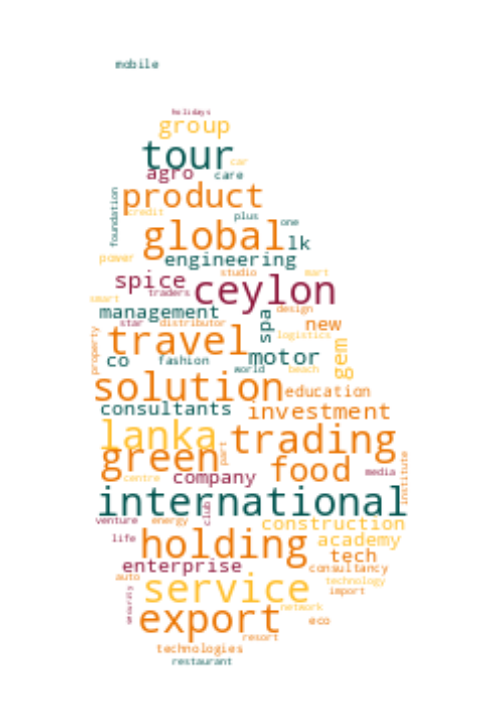 mobile
holidays
group
tour
car
agro
care
product
foundation
credit
plus
one
global
lk
power
engineering
studio
mart
spice
ceylon
smart
traders
management
spa
design
star
distributor
new
property
travel
logistics
gem
co
fashion
motor
world
beach
solution
education
consultants
investment
lanka
trading
green
part
food
media
centre
company
institute
international
venture
energy
club
construction
life
holding
academy
tech
enterprise
consultancy
auto
technology
service
import
security
network
export
eco
resort
technologies
restaurant